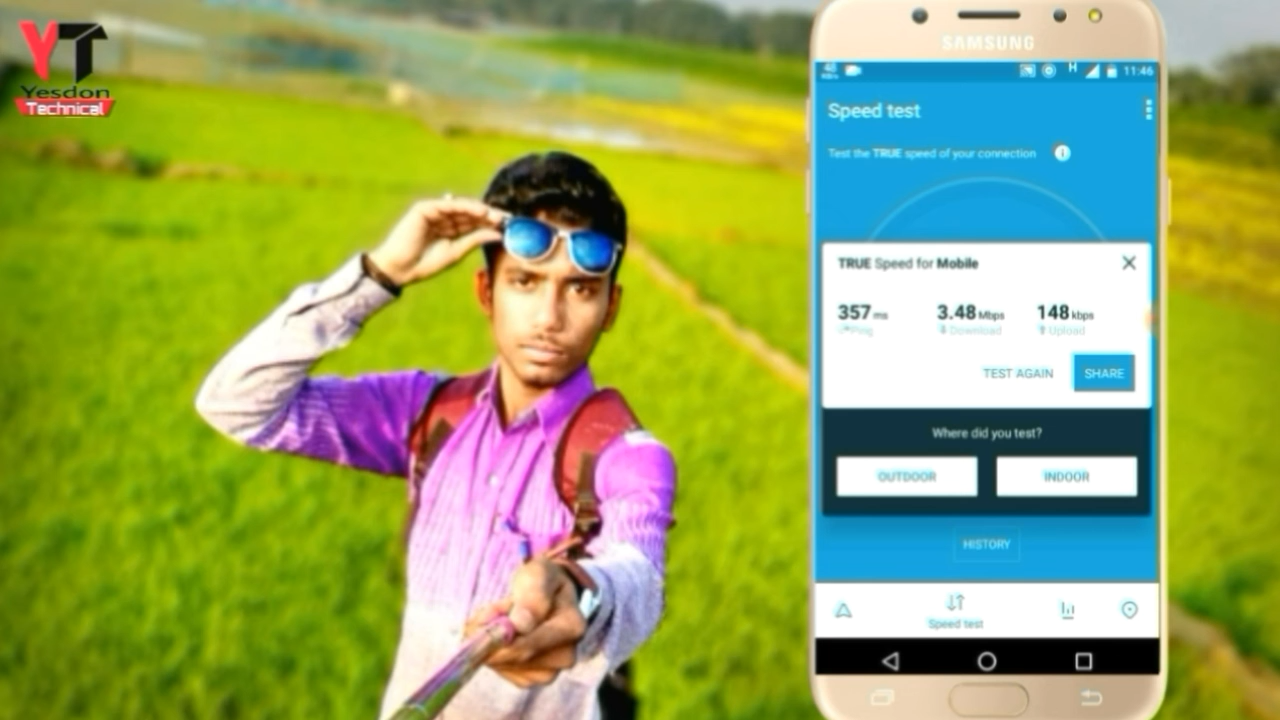 YT
Yesdon
Technical
SAMSUNG
H 11:46
Speed test
Test the TRUE speed of your connection
TRUE Speed for Mobile
357 ms 3.48 Mbps 148 kbps
Ping Download Upload
TEST AGAIN SHARE
Where did you test?
OUTDOOR INDOOR
HISTORY
Speed test